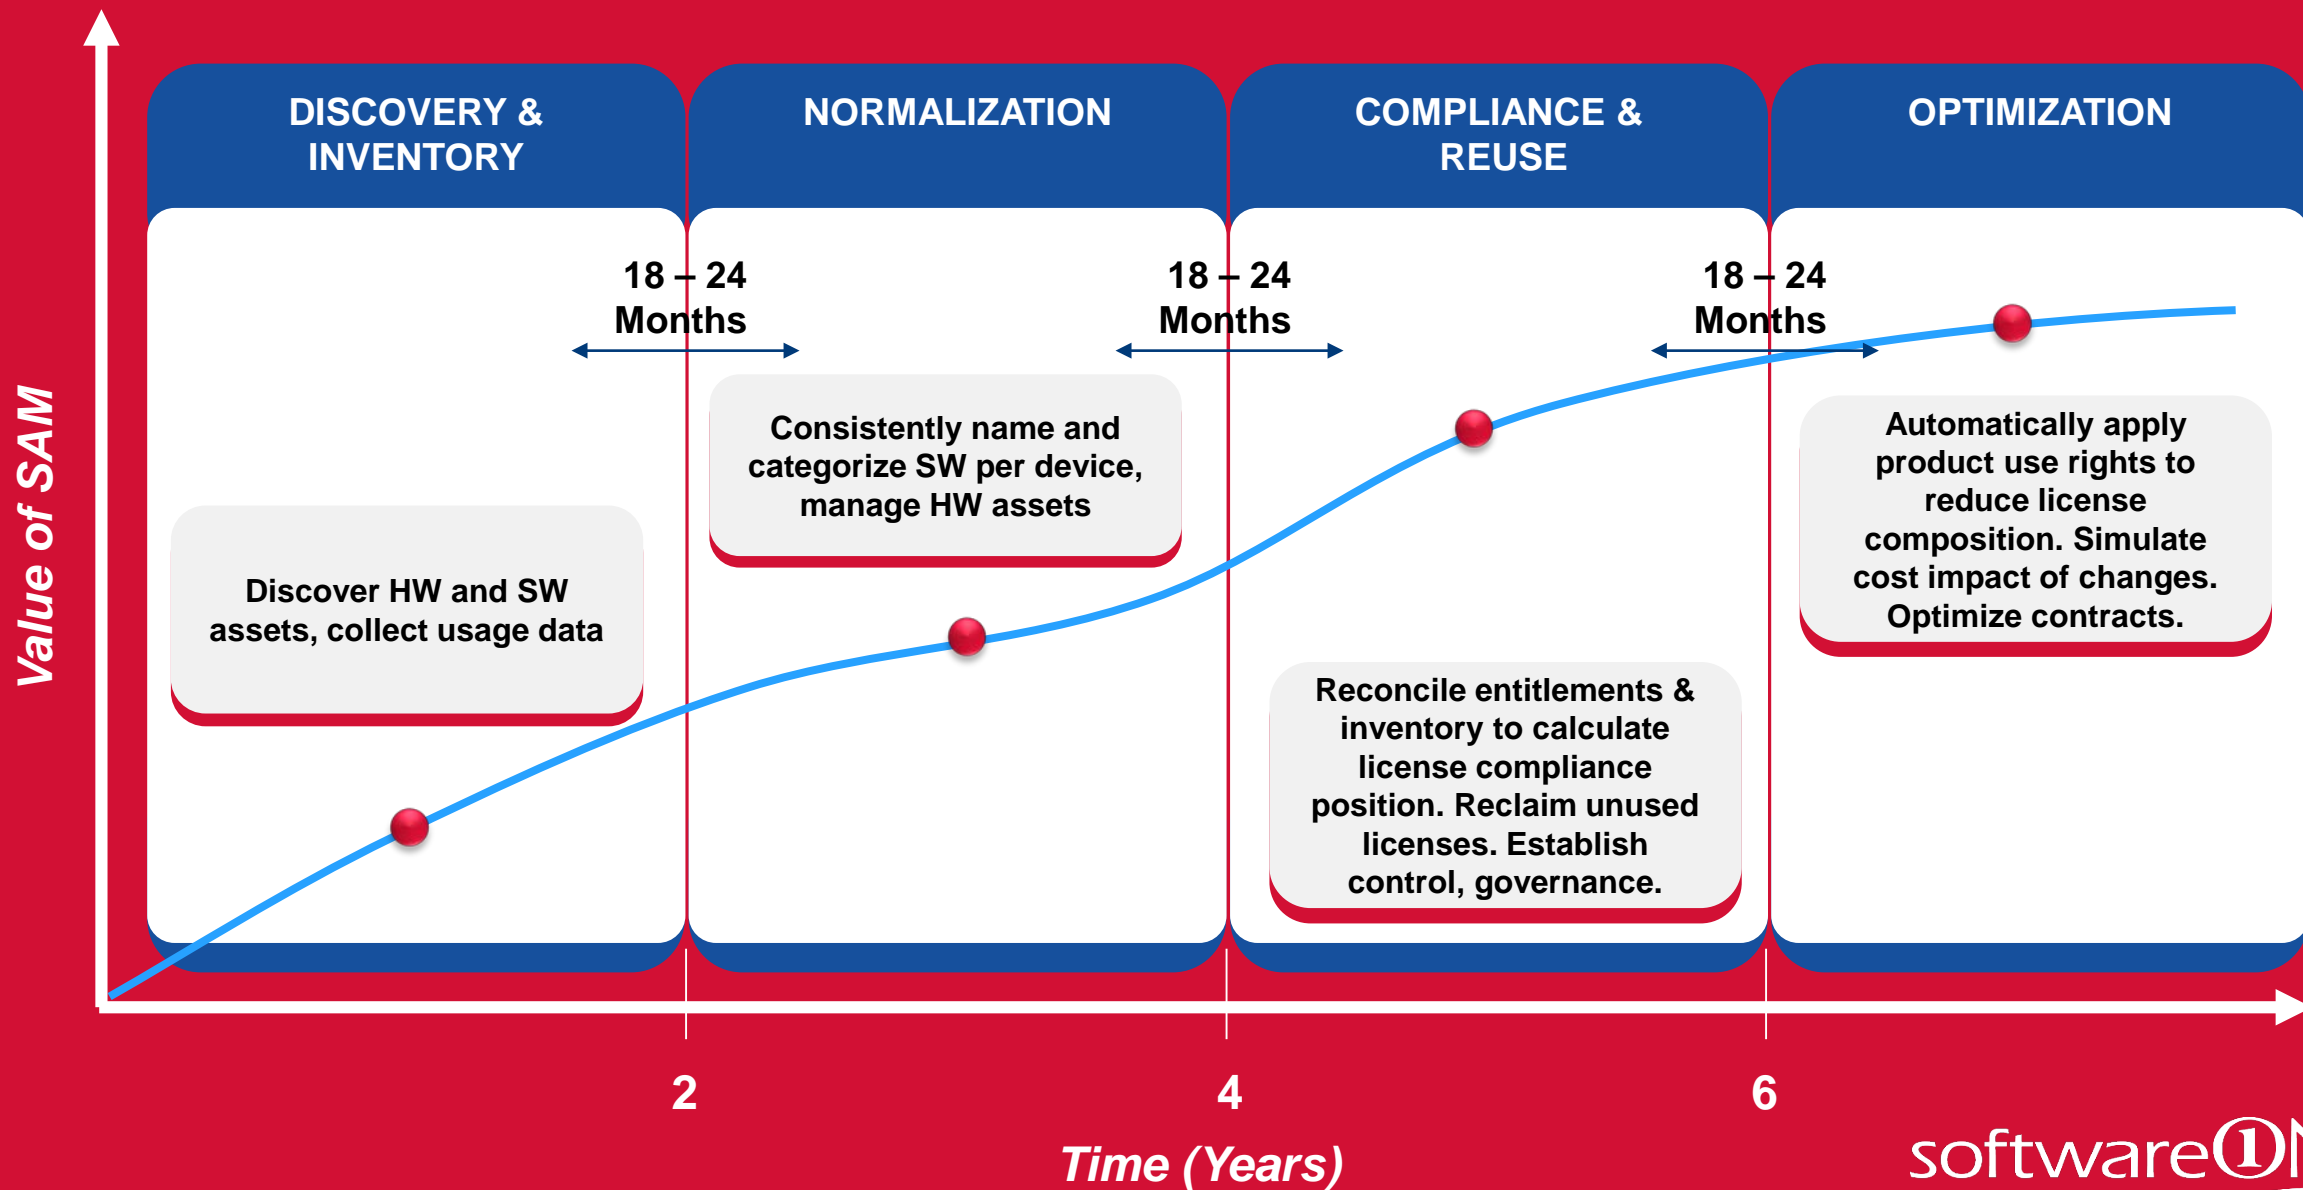 DISCOVERY &
INVENTORY
NORMALIZATION
COMPLIANCE &
REUSE
OPTIMIZATION
18 – 24
Months
18 – 24
Months
18 – 24
Months
Discover HW and SW
assets, collect usage data
Consistently name and
categorize SW per device,
manage HW assets
Reconcile entitlements &
inventory to calculate
license compliance
position. Reclaim unused
licenses. Establish
control, governance.
Automatically apply
product use rights to
reduce license
composition. Simulate
cost impact of changes.
Optimize contracts.
Value of SAM
2
4
6
Time (Years)
software